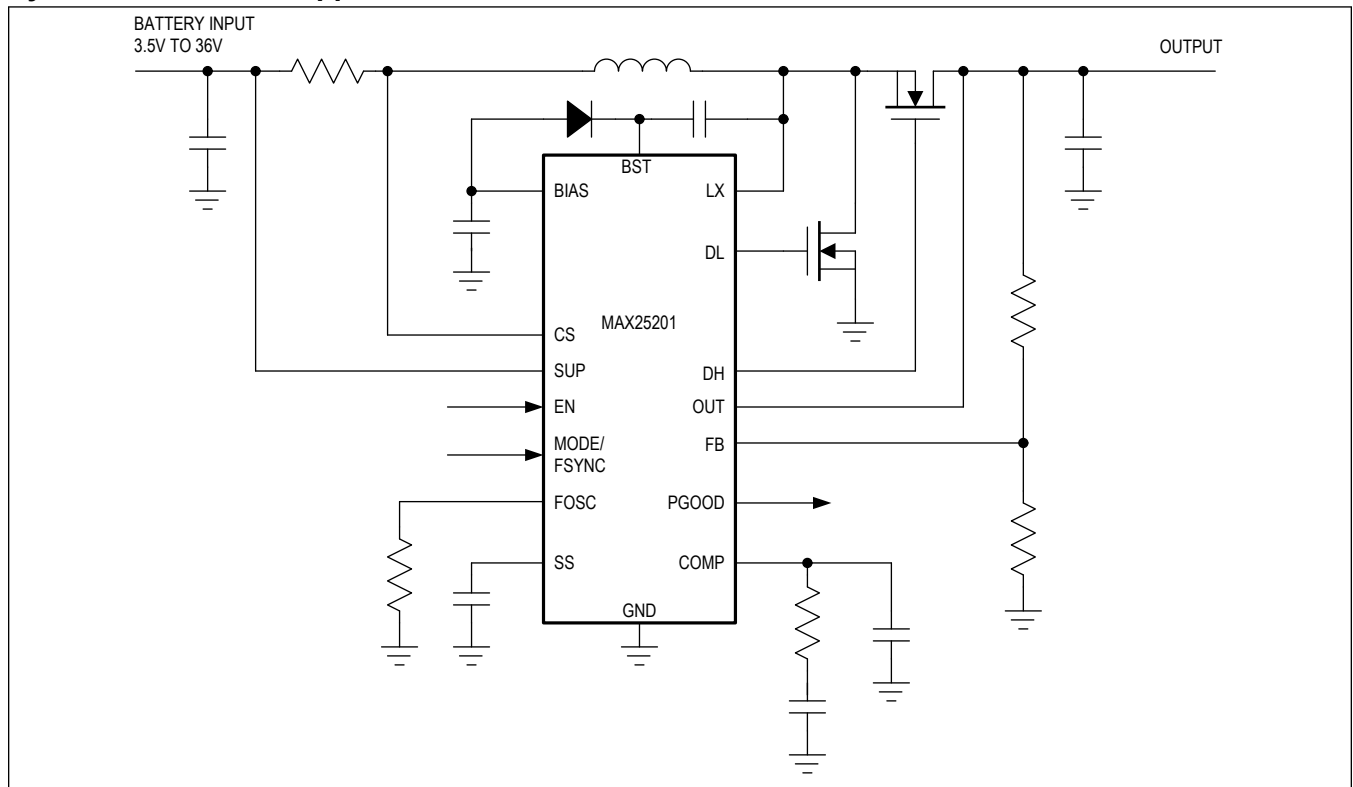 BATTERY INPUT
3.5V TO 36V
OUTPUT
BST
BIAS
LX
DL
MAX25201
CS
SUP
DH
EN
OUT
MODE/
FSYNC
FB
FOSC
PGOOD
SS
COMP
GND